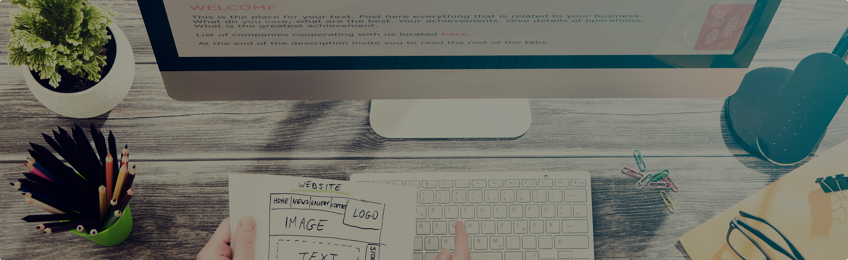 WELCOME
This is the place for your text. Post here everything that is related to your business.
What do you care, what are the best. Your achievements. Give details of operations.
What is the greatest achievement.
List of companies cooperating with us located here.
At the end of the description invite you to read the rest of the tabs.
WEBSITE
HOME NEWS GALLERY CONTACT
LOGO
IMAGE
TEXT